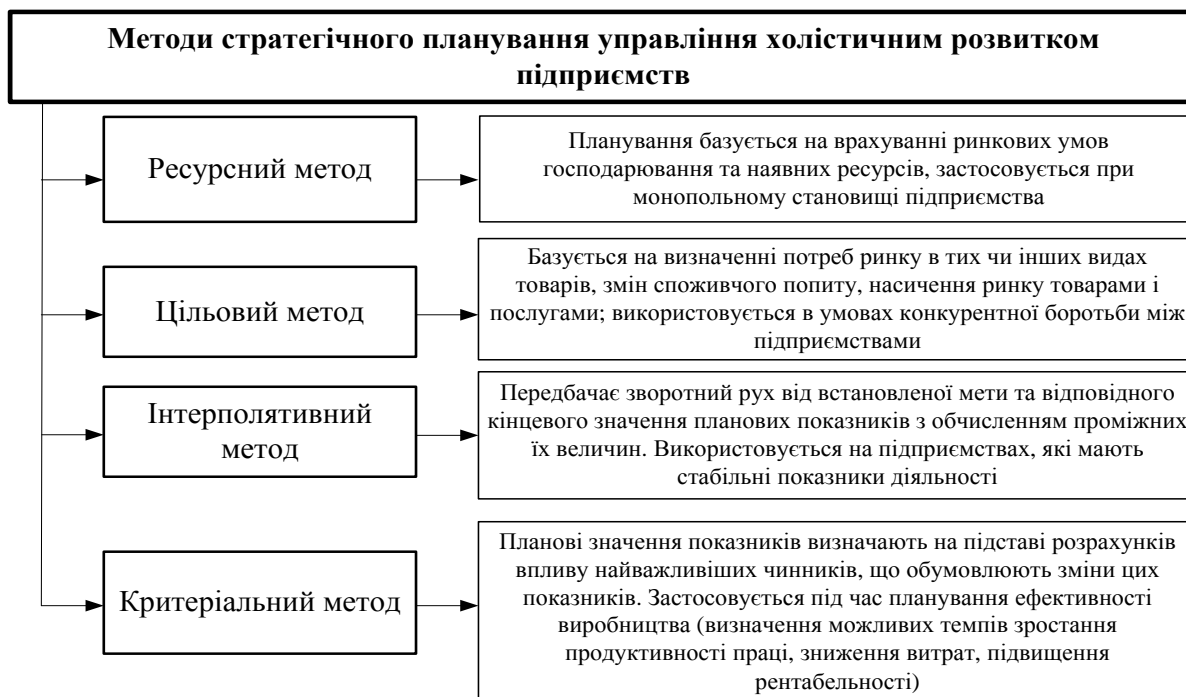 Методи стратегічного планування управління холістичним розвитком
підприємств
Ресурсний метод
Планування базується на врахуванні ринкових умов
господарювання та наявних ресурсів, застосовується при
монопольному становищі підприємства
Цільовий метод
Базується на визначенні потреб ринку в тих чи інших видах
товарів, змін споживчого попиту, насичення ринку товарами і
послугами; використовується в умовах конкурентної боротьби між
підприємствами
Інтерполятивний
метод
Передбачає зворотний рух від встановленої мети та відповідного
кінцевого значення планових показників з обчисленням проміжних
їх величин. Використовується на підприємствах, які мають
стабільні показники діяльності
Критеріальний метод
Планові значення показників визначають на підставі розрахунків
впливу найважливіших чинників, що обумовлюють зміни цих
показників. Застосовується під час планування ефективності
виробництва (визначення можливих темпів зростання
продуктивності праці, зниження витрат, підвищення
рентабельності)